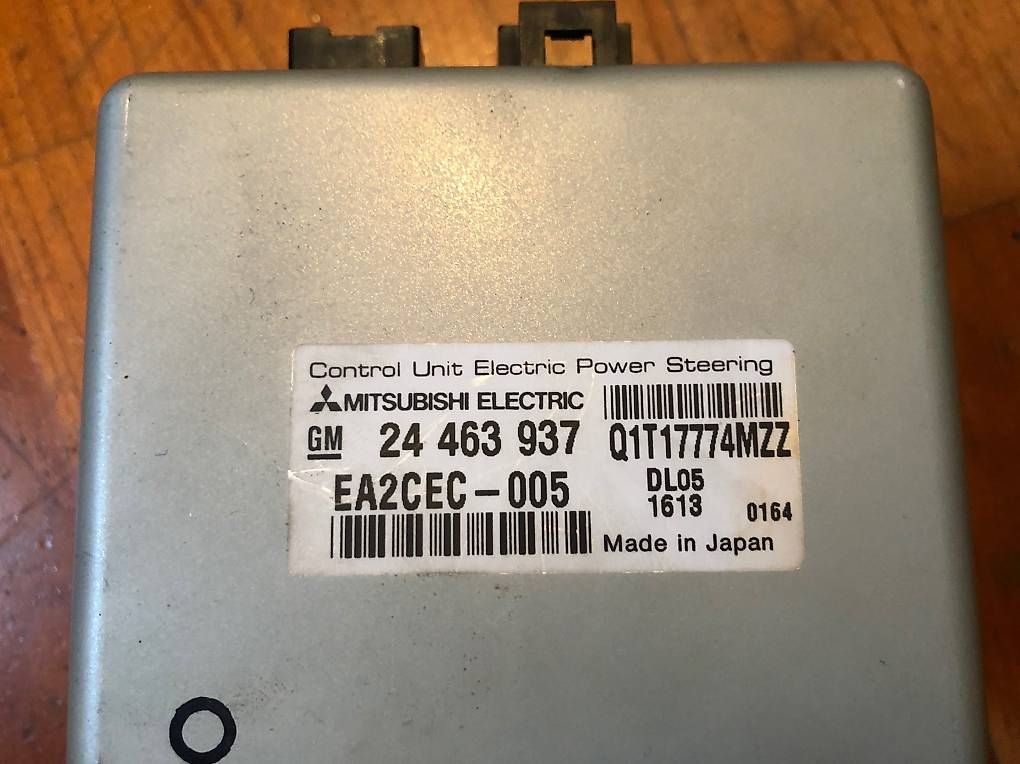 Control Unit Electric Power Steering
MITSUBISHI ELECTRIC
GM 24 463 937 Q1T17774MZZ
EA2CEC-005 DL05
1613 0164
Made in Japan